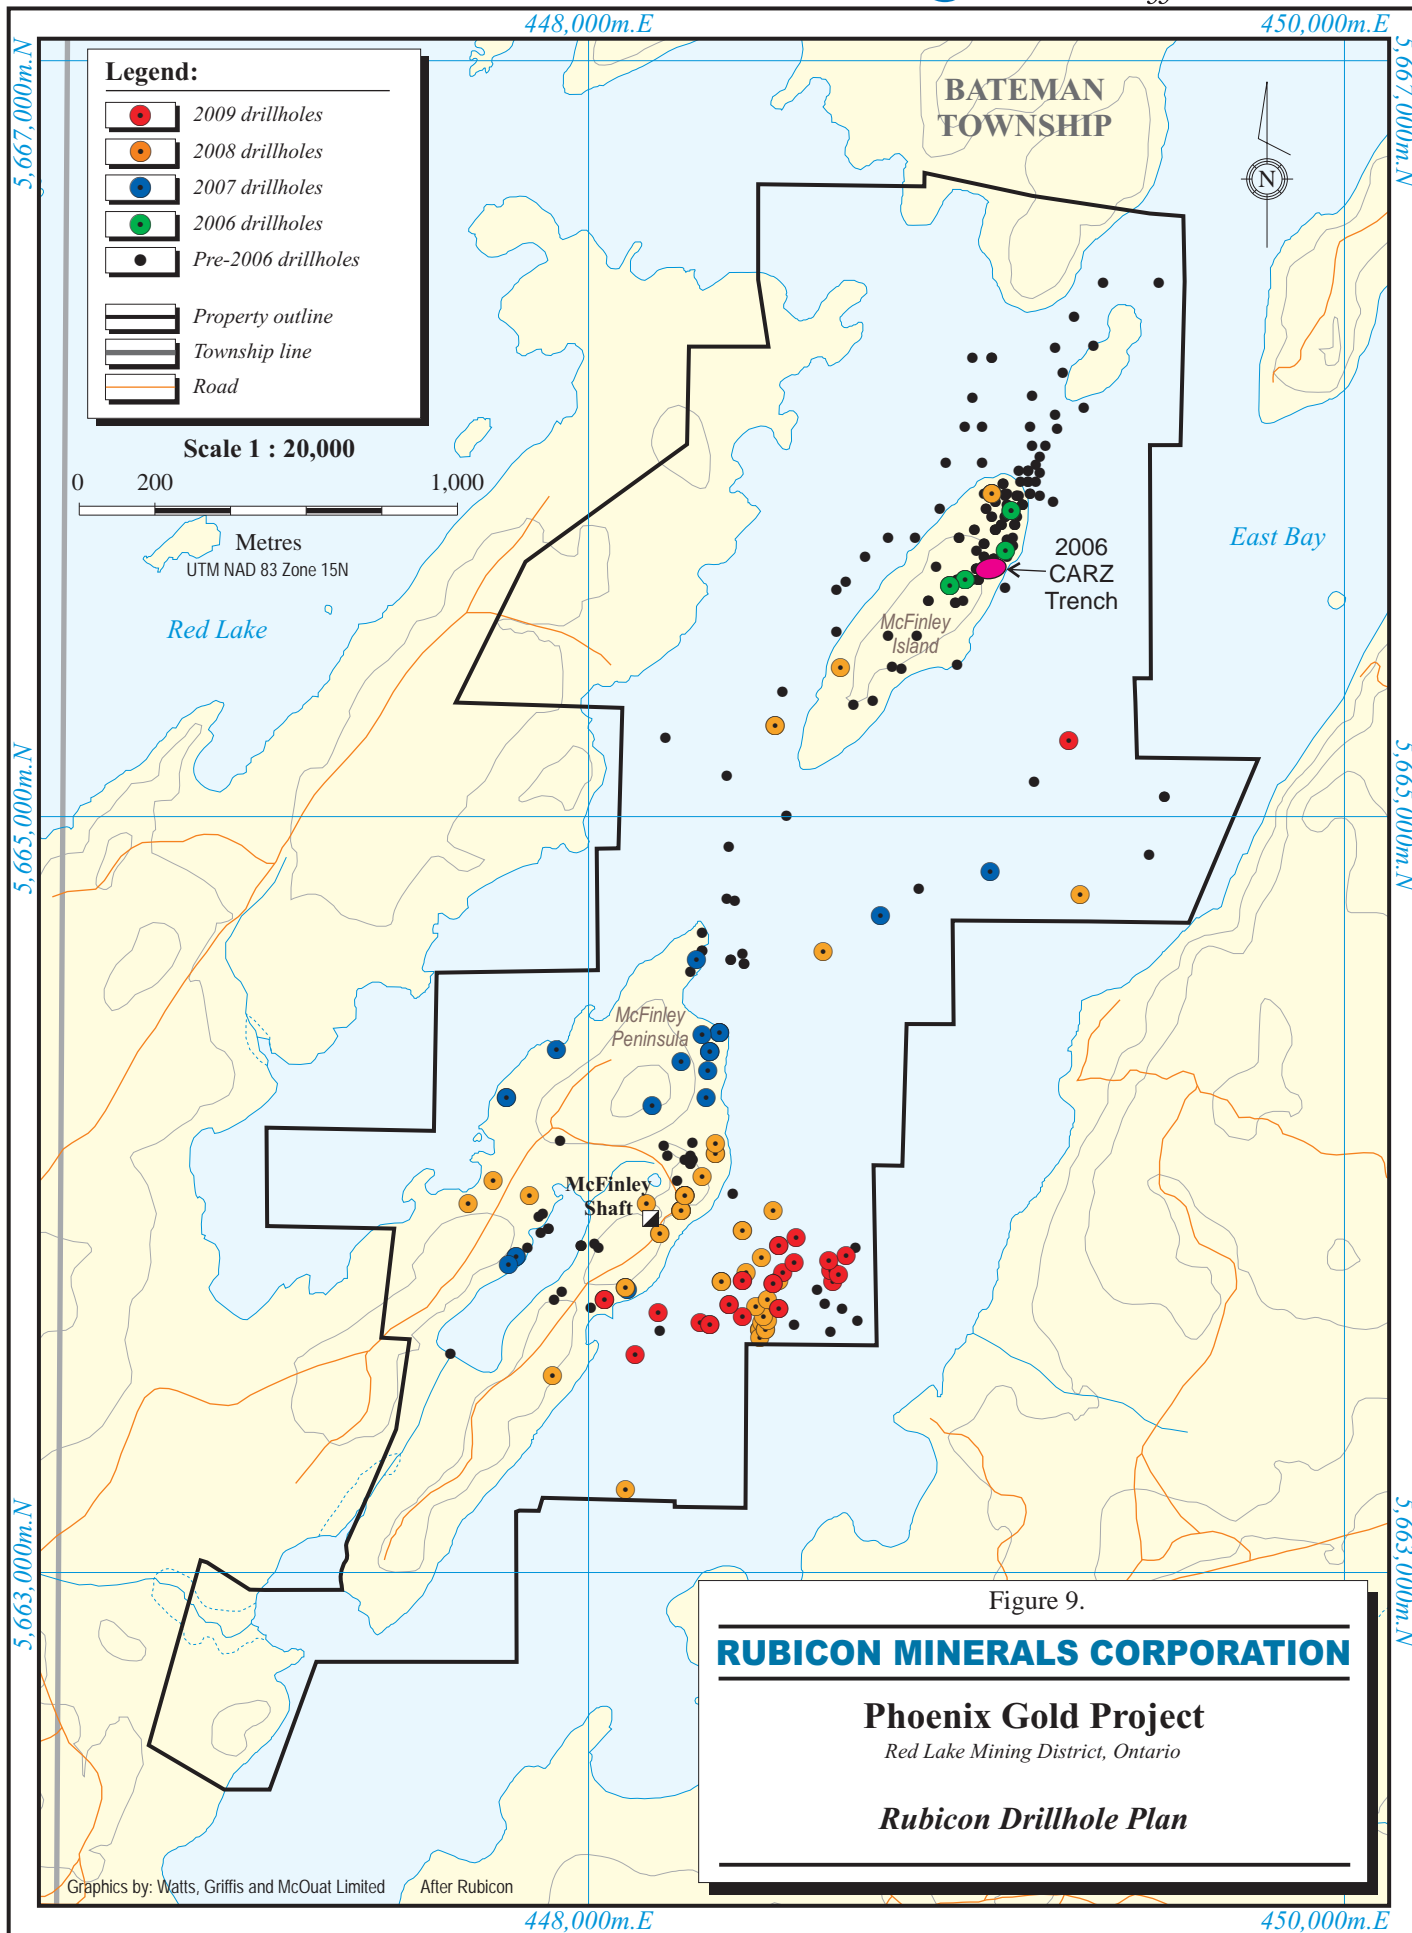 448,000m.E
450,000m.E
5,667,000m.N
5,667,000m.N
Legend:
2009 drillholes
2008 drillholes
2007 drillholes
2006 drillholes
Pre-2006 drillholes
Property outline
Township line
Road
Scale 1 : 20,000
0 200 1,000
Metres
UTM NAD 83 Zone 15N
BATEMAN
TOWNSHIP
N
Red Lake
East Bay
2006
CARZ
Trench
McFinley
Island
5,665,000m.N
5,665,000m.N
McFinley
Peninsula
McFinley
Shaft
5,663,000m.N
5,663,000m.N
Figure 9.
RUBICON MINERALS CORPORATION
Phoenix Gold Project
Red Lake Mining District, Ontario
Rubicon Drillhole Plan
Graphics by: Watts, Griffis and McOuat Limited After Rubicon
448,000m.E
450,000m.E